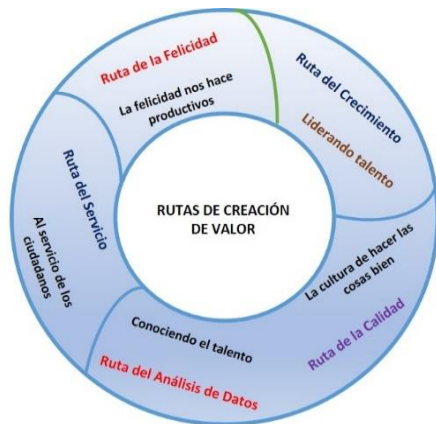 Ruta de la Felicidad
La felicidad nos hace
productivos
Ruta del Crecimiento
Liderando talento
La cultura de hacer las
cosas bien
Ruta de la Calidad
Conociendo el talento
Ruta del Análisis de Datos
Ruta del Servicio
Al servicio de los
ciudadanos
RUTAS DE CREACIÓN
DE VALOR